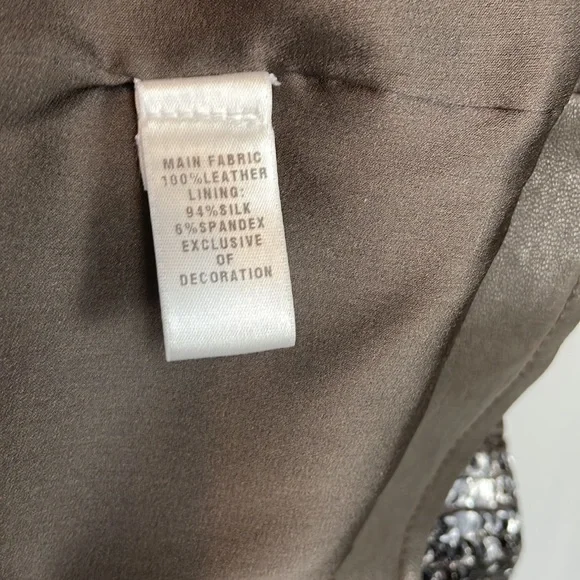 MAIN FABRIC
100%LEATHER
LINING:
94%SILK
6%SPANDEX
EXCLUSIVE
OF
DECORATION